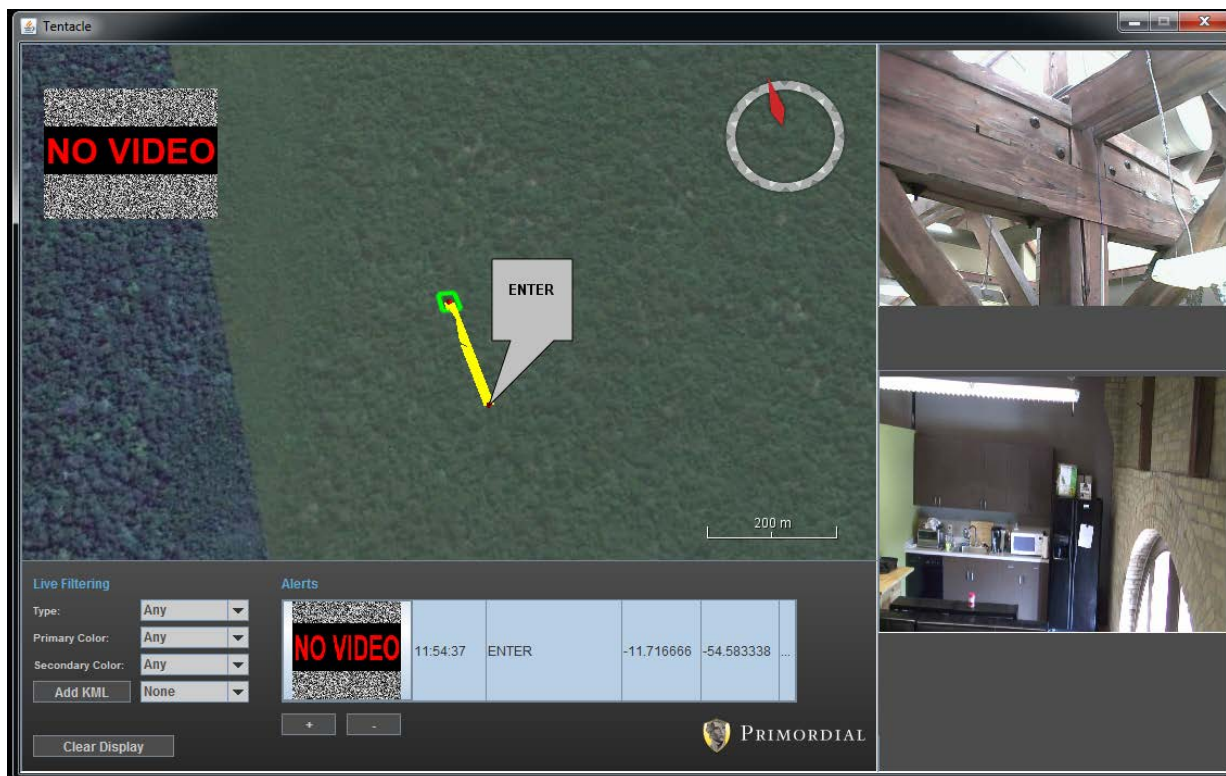 Tentacle
NO VIDEO
ENTER
200 m
Live Filtering
Type: Any
Primary Color: Any
Secondary Color: Any
Add KML None
Clear Display
Alerts
NO VIDEO 11:54:37 ENTER -11.716666 -54.583338 ...
+ -
PRIMORDIAL